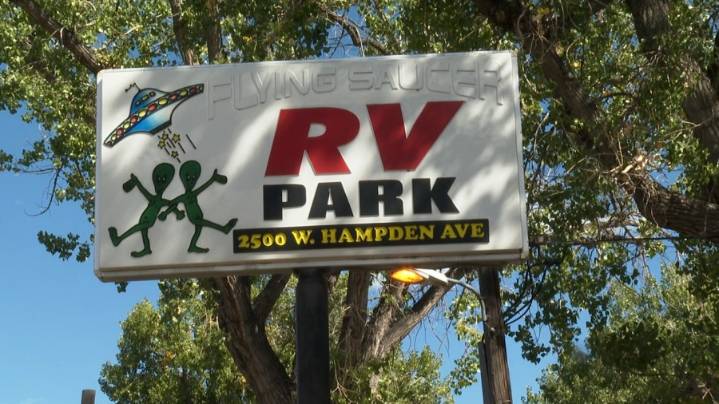 FLYING SAUCER
RV
PARK
2500 W. HAMPDEN AVE